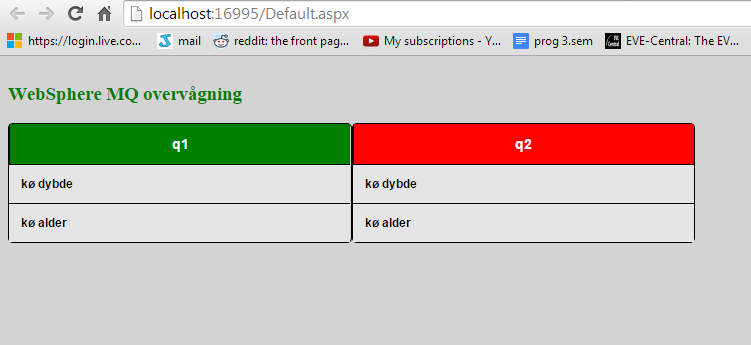 localhost:16995/Default.aspx
https://login.live.co... mail reddit: the front pag... My subscriptions - Y... prog 3.sem EVE-Central: The EV...
WebSphere MQ overvågning
q1 q2
kø dybde kø dybde
kø alder kø alder